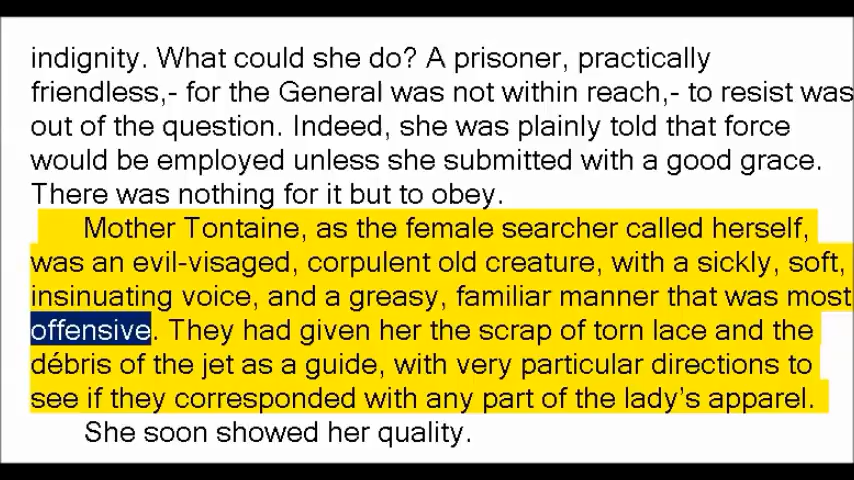 indignity. What could she do? A prisoner, practically
friendless,- for the General was not within reach,- to resist was
out of the question. Indeed, she was plainly told that force
would be employed unless she submitted with a good grace.
There was nothing for it but to obey.
Mother Tontaine, as the female searcher called herself,
was an evil-visaged, corpulent old creature, with a sickly, soft,
insinuating voice, and a greasy, familiar manner that was most
offensive. They had given her the scrap of torn lace and the
débris of the jet as a guide, with very particular directions to
see if they corresponded with any part of the lady’s apparel.
She soon showed her quality.